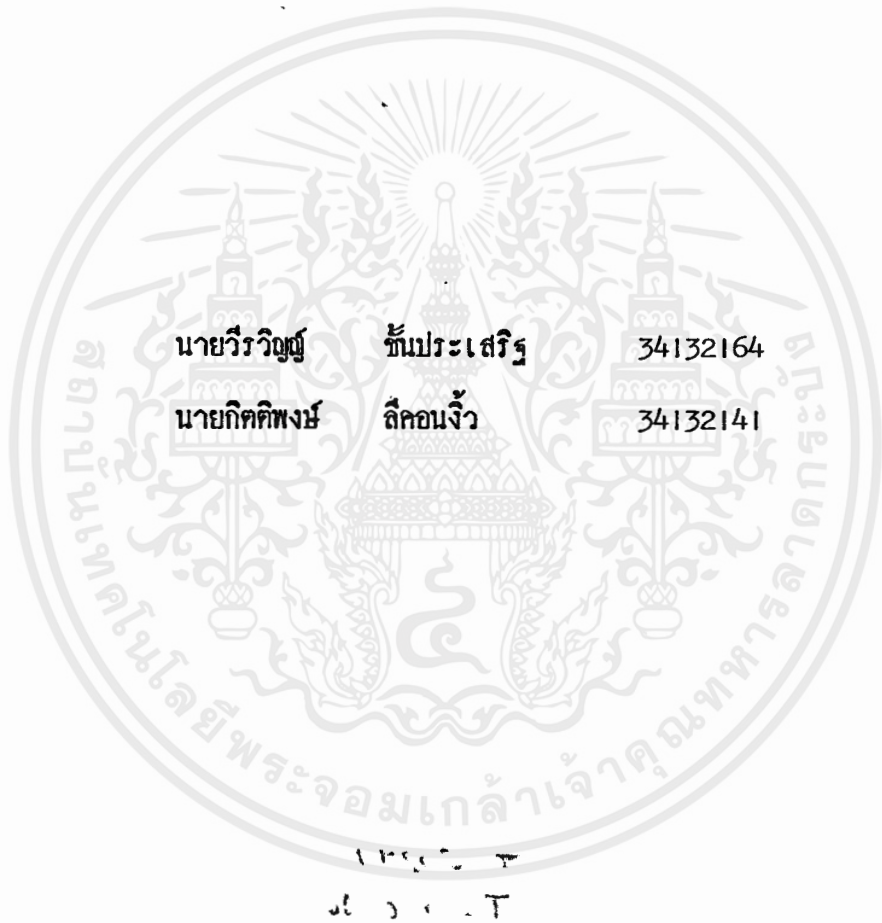 นายวีรวิญญ์ ชั้นประเสริฐ 34132164
นายกิตติพงษ์ ลีคอนงิ้ว 34132141
สถาบันเทคโนโลยีพระจอมเกล้าเจ้าคุณทหารลาดกระบัง